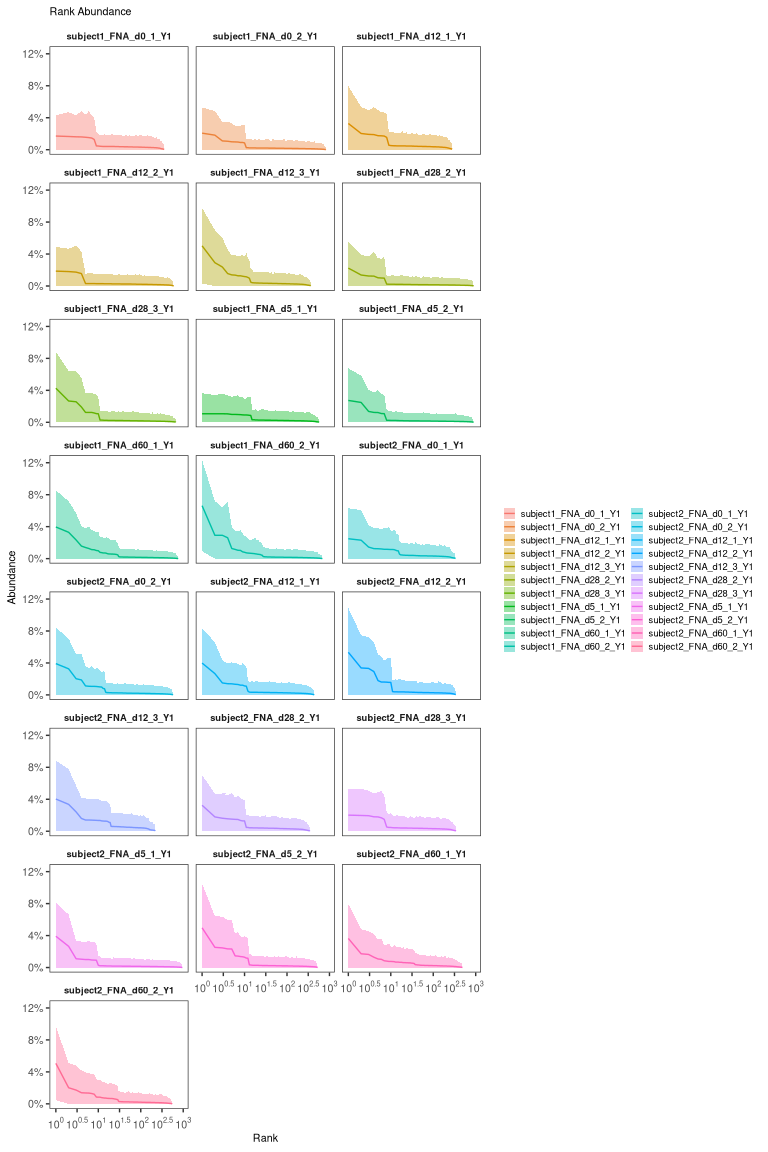 Rank Abundance
subject1_FNA_d0_1_Y1 subject1_FNA_d0_2_Y1 subject1_FNA_d12_1_Y1
12%
8%
4%
0%
subject1_FNA_d12_2_Y1 subject1_FNA_d12_3_Y1 subject1_FNA_d28_2_Y1
12%
8%
4%
0%
subject1_FNA_d28_3_Y1 subject1_FNA_d5_1_Y1 subject1_FNA_d5_2_Y1
12%
8%
4%
0%
subject1_FNA_d60_1_Y1 subject1_FNA_d60_2_Y1 subject2_FNA_d0_1_Y1
12%
8%
4%
0%
subject2_FNA_d0_2_Y1 subject2_FNA_d12_1_Y1 subject2_FNA_d12_2_Y1
12%
8%
4%
0%
subject2_FNA_d12_3_Y1 subject2_FNA_d28_2_Y1 subject2_FNA_d28_3_Y1
12%
8%
4%
0%
subject2_FNA_d5_1_Y1 subject2_FNA_d5_2_Y1 subject2_FNA_d60_1_Y1
12%
8%
4%
0%
10^0 10^0.5 10^1 10^1.5 10^2 10^2.5 10^3 10^0 10^0.5 10^1 10^1.5 10^2 10^2.5 10^3
subject2_FNA_d60_2_Y1
12%
8%
4%
0%
10^0 10^0.5 10^1 10^1.5 10^2 10^2.5 10^3
Abundance
Rank
subject1_FNA_d0_1_Y1 subject2_FNA_d0_1_Y1
subject1_FNA_d0_2_Y1 subject2_FNA_d0_2_Y1
subject1_FNA_d12_1_Y1 subject2_FNA_d12_1_Y1
subject1_FNA_d12_2_Y1 subject2_FNA_d12_2_Y1
subject1_FNA_d12_3_Y1 subject2_FNA_d12_3_Y1
subject1_FNA_d28_2_Y1 subject2_FNA_d28_2_Y1
subject1_FNA_d28_3_Y1 subject2_FNA_d28_3_Y1
subject1_FNA_d5_1_Y1 subject2_FNA_d5_1_Y1
subject1_FNA_d5_2_Y1 subject2_FNA_d5_2_Y1
subject1_FNA_d60_1_Y1 subject2_FNA_d60_1_Y1
subject1_FNA_d60_2_Y1 subject2_FNA_d60_2_Y1